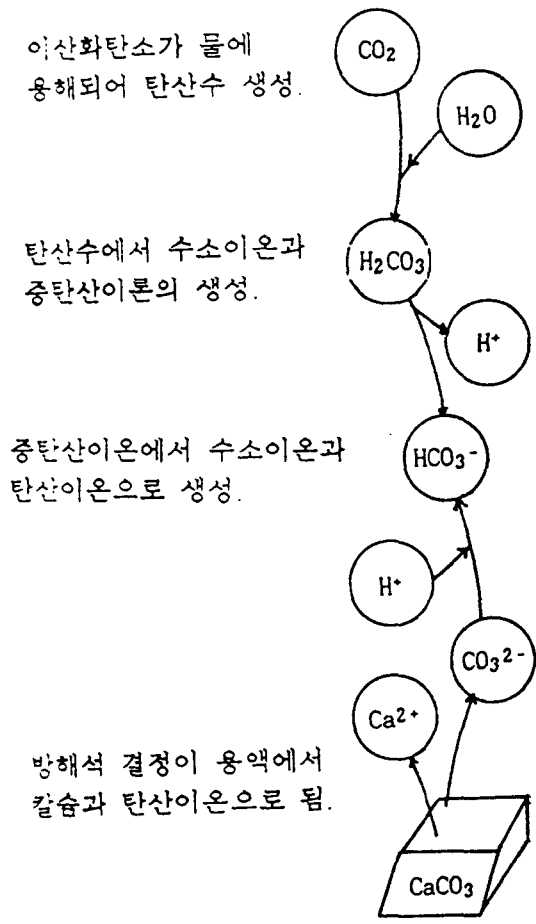 이산화탄소가 물에
용해되어 탄산수 생성.
CO₂
H₂O
탄산수에서 수소이온과
중탄산이론의 생성.
H₂CO₃
H⁺
중탄산이온에서 수소이온과
탄산이온으로 생성.
HCO₃⁻
H⁺
CO₃²⁻
Ca²⁺
방해석 결정이 용액에서
칼슘과 탄산이온으로 됨.
CaCO₃